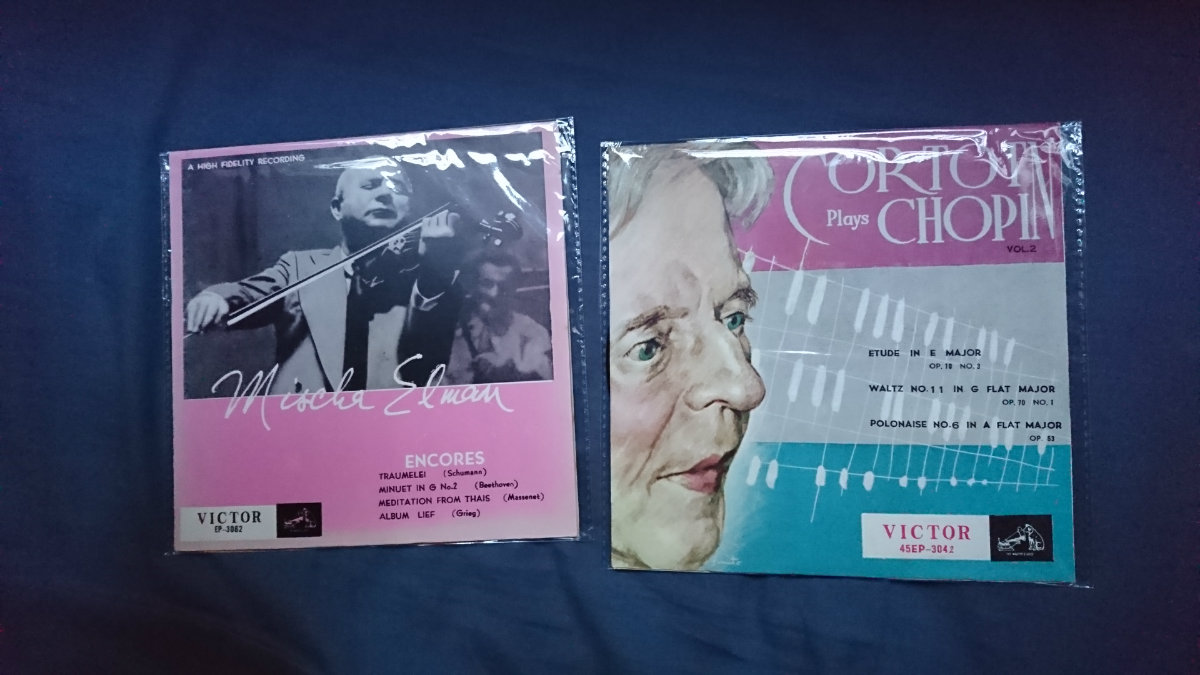 A HIGH FIDELITY RECORDING
Mischa Elman
ENCORES
TRAUMELEI (Schumann)
MINUET IN G No.2 (Beethoven)
MEDITATION FROM THAIS (Massenet)
ALBUM LIEF (Grieg)
VICTOR
EP-3062
CORTOT
Plays CHOPIN
VOL.2
ETUDE IN E MAJOR
OP. 10 NO. 3
WALTZ NO.11 IN G FLAT MAJOR
OP. 70 NO. 1
POLONAISE NO.6 IN A FLAT MAJOR
OP. 53
VICTOR
45EP-3042